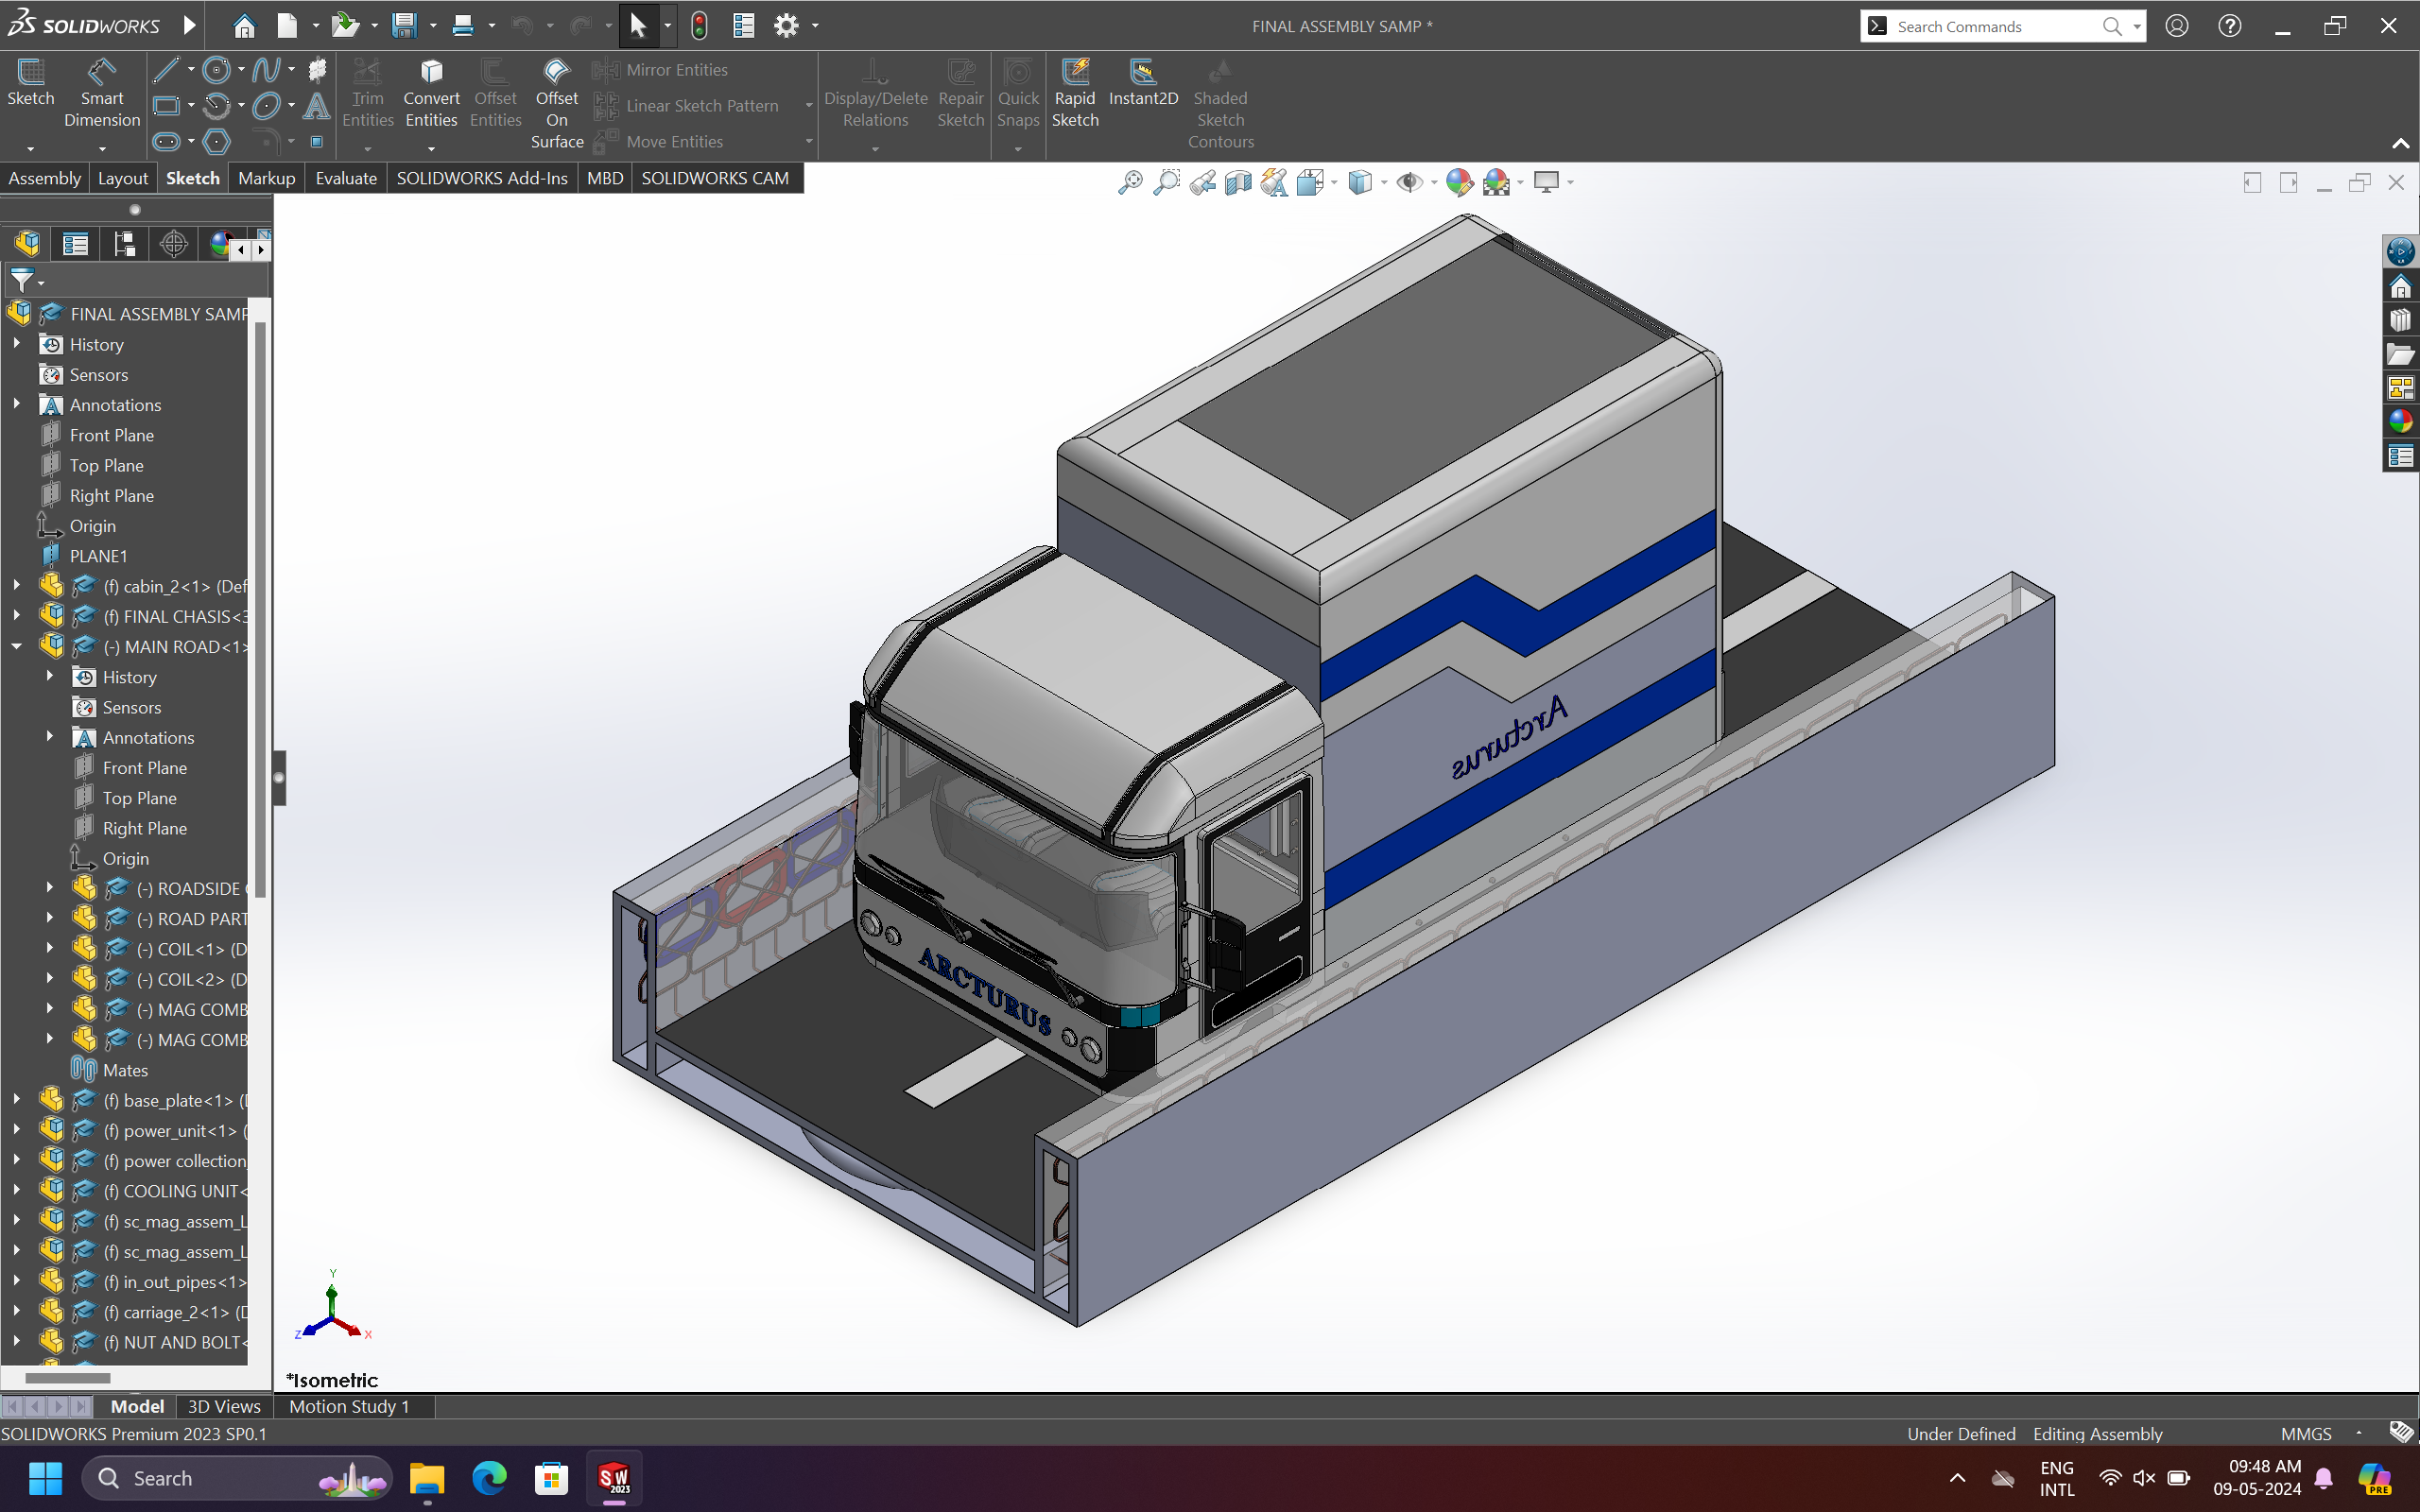 SOLIDWORKS
FINAL ASSEMBLY SAMP *
Search Commands
Sketch
Smart Dimension
Trim Entities
Convert Entities
Offset Entities
Offset On Surface
Mirror Entities
Linear Sketch Pattern
Move Entities
Display/Delete Relations
Repair Sketch
Quick Snaps
Rapid Sketch
Instant2D
Shaded Sketch Contours
Assembly
Layout
Sketch
Markup
Evaluate
SOLIDWORKS Add-Ins
MBD
SOLIDWORKS CAM
FINAL ASSEMBLY SAMP
History
Sensors
Annotations
Front Plane
Top Plane
Right Plane
Origin
PLANE1
(f) cabin_2<1> (Def
(f) FINAL CHASIS<3
(-) MAIN ROAD<1>
History
Sensors
Annotations
Front Plane
Top Plane
Right Plane
Origin
(-) ROADSIDE
(-) ROAD PART
(-) COIL<1> (D
(-) COIL<2> (D
(-) MAG COMB
(-) MAG COMB
Mates
(f) base_plate<1> (
(f) power_unit<1> (
(f) power collection
(f) COOLING UNIT<
(f) sc_mag_assem_L
(f) sc_mag_assem_L
(f) in_out_pipes<1>
(f) carriage_2<1> (D
(f) NUT AND BOLT<
Arcturus
ARCTURUS
Y
Z
X
*Isometric
Model
3D Views
Motion Study 1
SOLIDWORKS Premium 2023 SP0.1
Under Defined
Editing Assembly
MMGS
Search
SW
2023
ENG
INTL
09:48 AM
09-05-2024
PRE